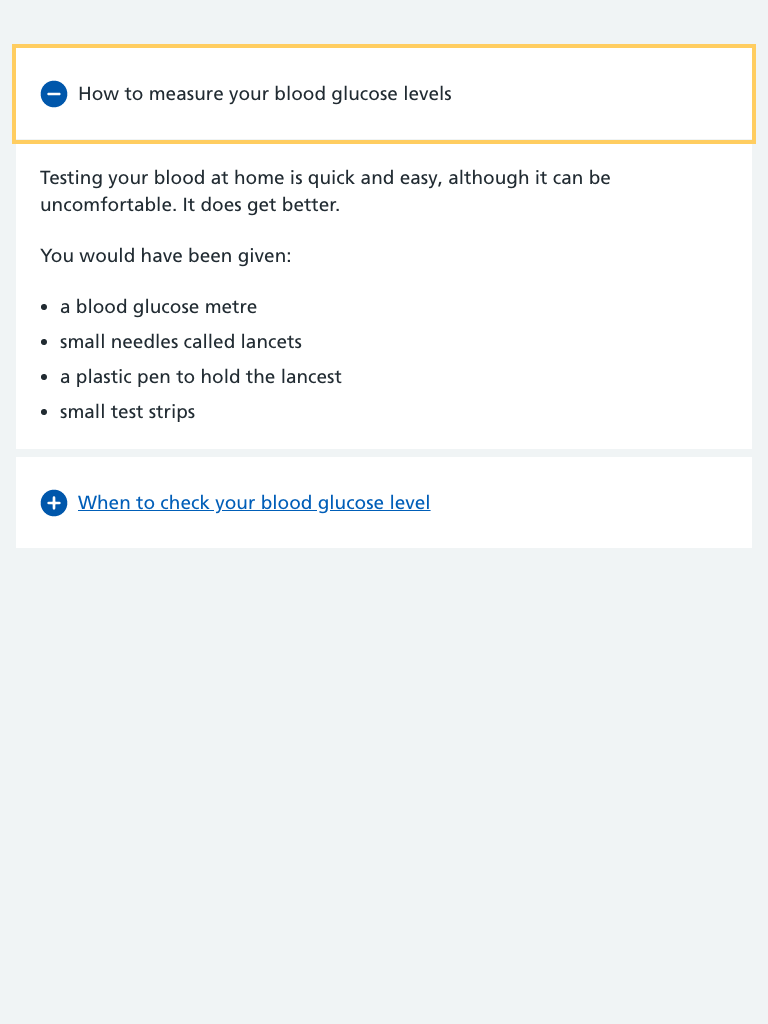 How to measure your blood glucose levels
Testing your blood at home is quick and easy, although it can be
uncomfortable. It does get better.
You would have been given:
• a blood glucose metre
• small needles called lancets
• a plastic pen to hold the lancest
• small test strips
When to check your blood glucose level